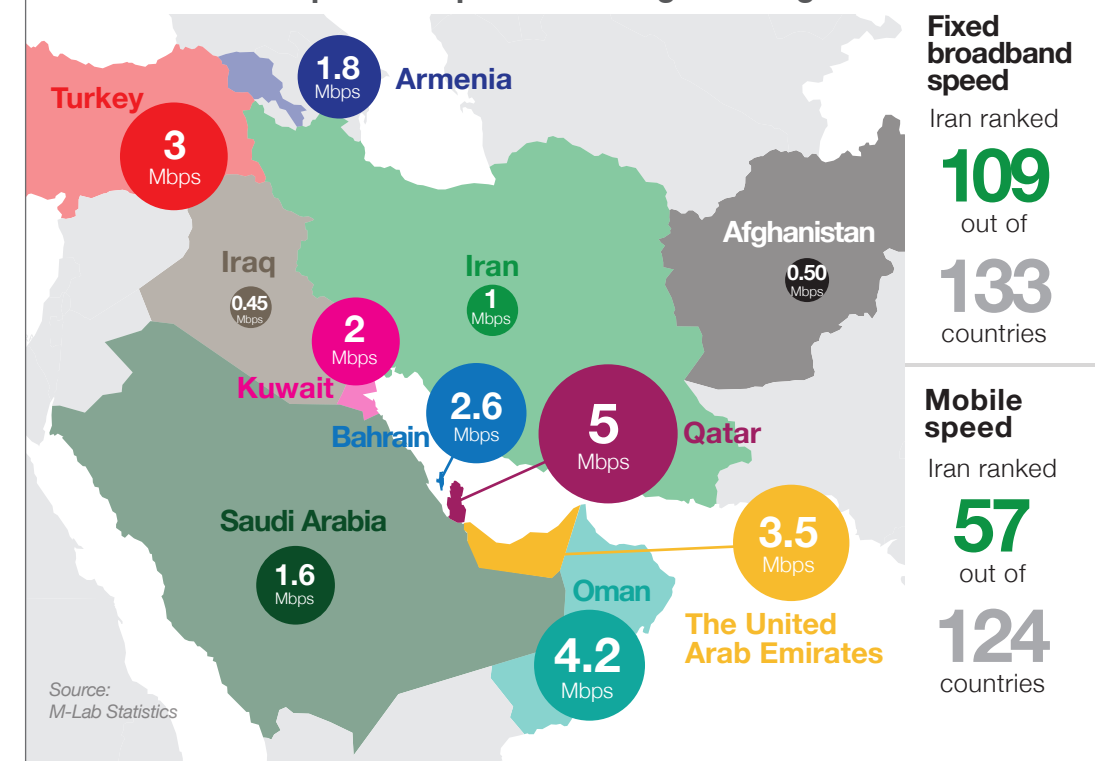 Turkey
3
Mbps
1.8
Mbps
Armenia
Iraq
0.45
Mbps
Iran
1
Mbps
Afghanistan
0.50
Mbps
2
Mbps
Kuwait
2.6
Mbps
Bahrain
5
Mbps
Qatar
Saudi Arabia
1.6
Mbps
3.5
Mbps
The United
Arab Emirates
Oman
4.2
Mbps
Source:
M-Lab Statistics
Fixed
broadband
speed
Iran ranked
109
out of
133
countries
Mobile
speed
Iran ranked
57
out of
124
countries